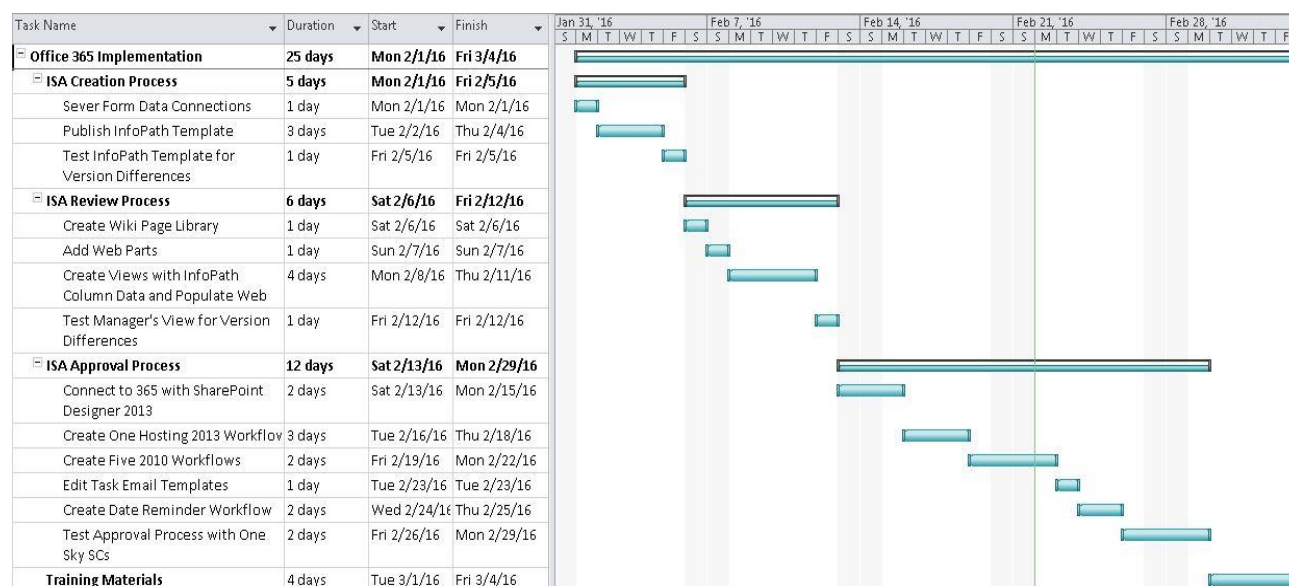 Task Name Duration Start Finish Jan 31, '16 Feb 7, '16 Feb 14, '16 Feb 21, '16 Feb 28, '16
S M T W T F S S M T W T F S S M T W T F S S M T W T F S S M T W T F
Office 365 Implementation 25 days Mon 2/1/16 Fri 3/4/16
ISA Creation Process 5 days Mon 2/1/16 Fri 2/5/16
Sever Form Data Connections 1 day Mon 2/1/16 Mon 2/1/16
Publish InfoPath Template 3 days Tue 2/2/16 Thu 2/4/16
Test InfoPath Template for 1 day Fri 2/5/16 Fri 2/5/16
Version Differences
ISA Review Process 6 days Sat 2/6/16 Fri 2/12/16
Create Wiki Page Library 1 day Sat 2/6/16 Sat 2/6/16
Add Web Parts 1 day Sun 2/7/16 Sun 2/7/16
Create Views with InfoPath 4 days Mon 2/8/16 Thu 2/11/16
Column Data and Populate Web
Test Manager's View for Version 1 day Fri 2/12/16 Fri 2/12/16
Differences
ISA Approval Process 12 days Sat 2/13/16 Mon 2/29/16
Connect to 365 with SharePoint 2 days Sat 2/13/16 Mon 2/15/16
Designer 2013
Create One Hosting 2013 Workflov 3 days Tue 2/16/16 Thu 2/18/16
Create Five 2010 Workflows 2 days Fri 2/19/16 Mon 2/22/16
Edit Task Email Templates 1 day Tue 2/23/16 Tue 2/23/16
Create Date Reminder Workflow 2 days Wed 2/24/16 Thu 2/25/16
Test Approval Process with One 2 days Fri 2/26/16 Mon 2/29/16
Sky SCs
Training Materials 4 days Tue 3/1/16 Fri 3/4/16